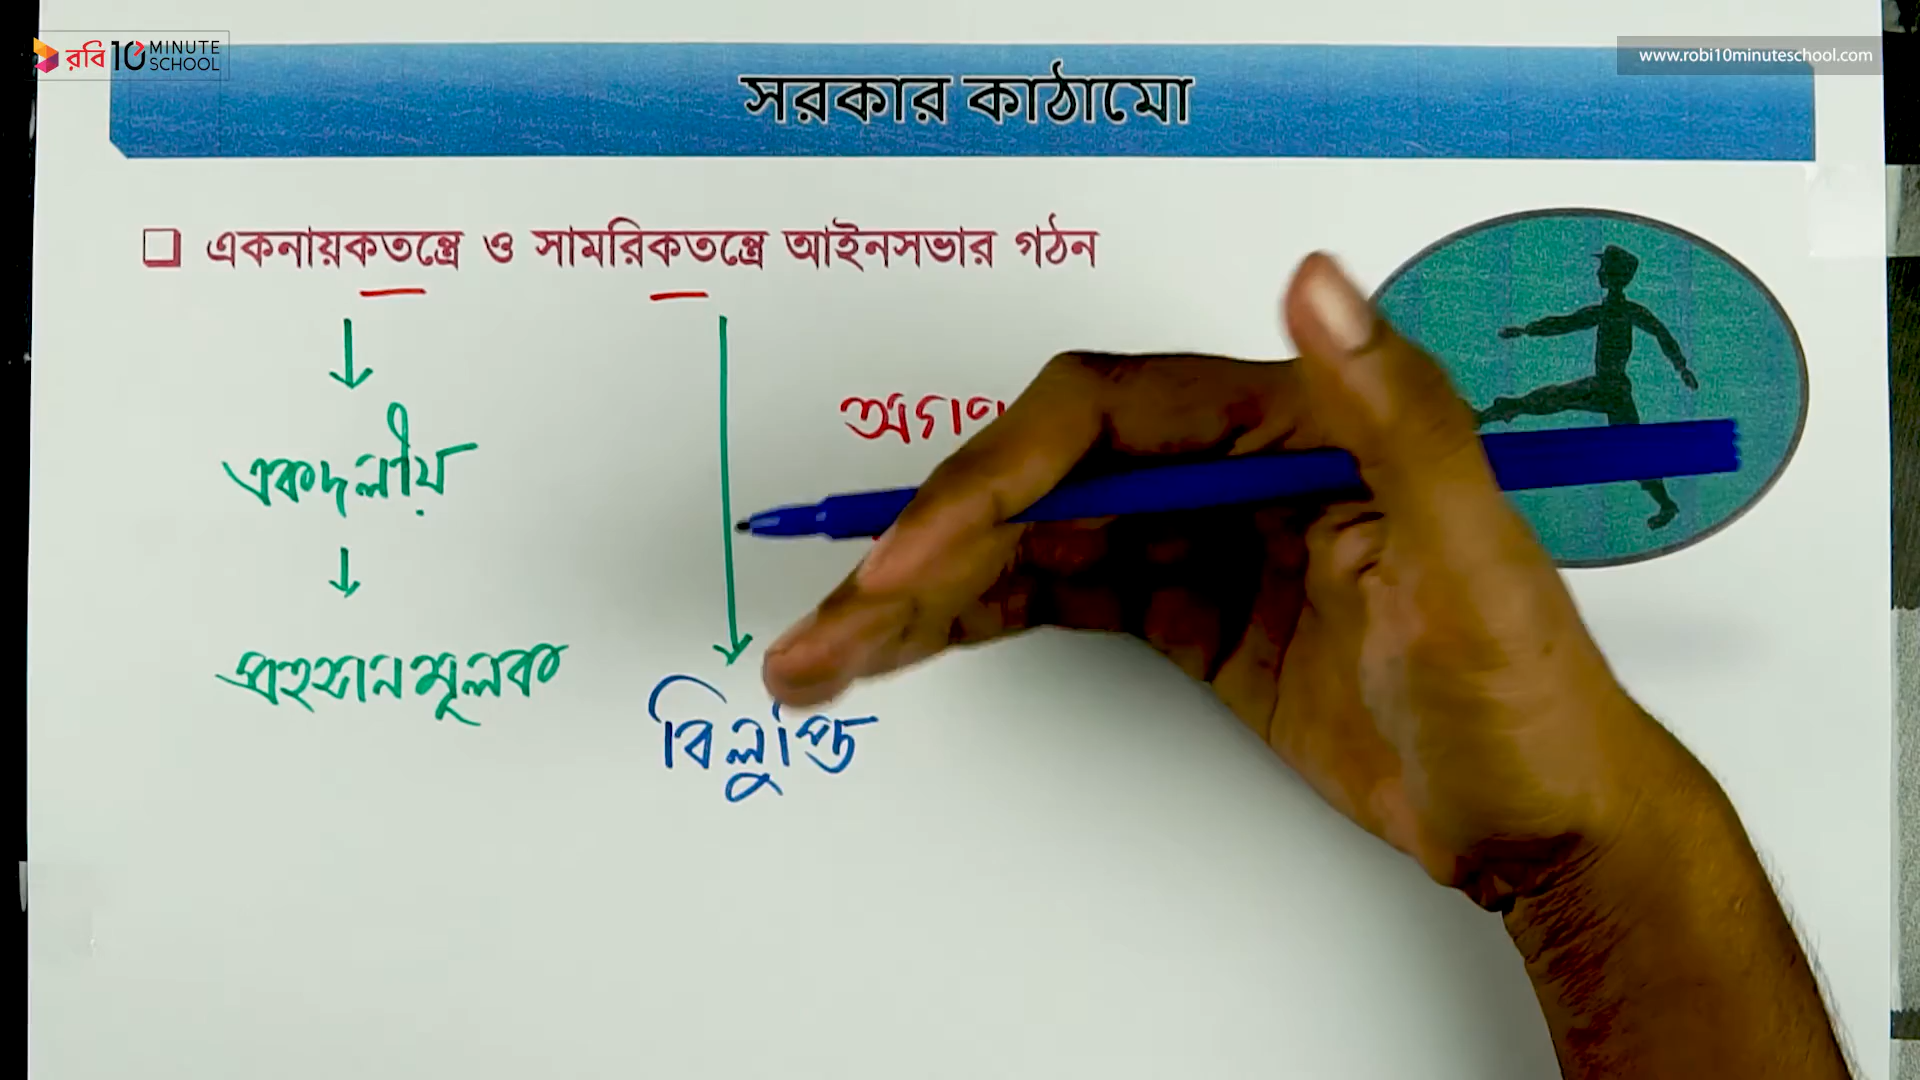 রবি 10 MINUTE SCHOOL
www.robi10minuteschool.com
সরকার কাঠামো
একনায়কতন্ত্রে ও সামরিকতন্ত্রে আইনসভার গঠন
একদলীয়
প্রহসনমূলক
বিলুপ্তি